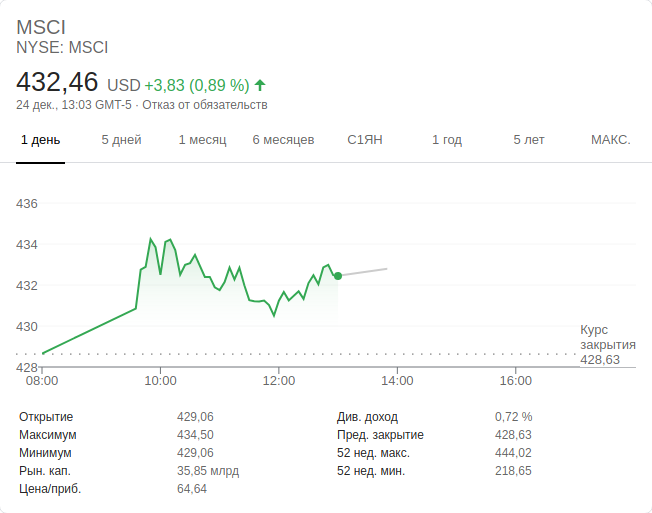 MSCI
NYSE: MSCI
432,46 USD +3,83 (0,89 %)
24 дек., 13:03 GMT-5 · Отказ от обязательств
1 день 5 дней 1 месяц 6 месяцев С1ЯН 1 год 5 лет МАКС.
436
434
432
430
428
Курс
закрытия
428,63
08:00 10:00 12:00 14:00 16:00
Открытие 429,06 Див. доход 0,72 %
Максимум 434,50 Пред. закрытие 428,63
Минимум 429,06 52 нед. макс. 444,02
Рын. кап. 35,85 млрд 52 нед. мин. 218,65
Цена/приб. 64,64